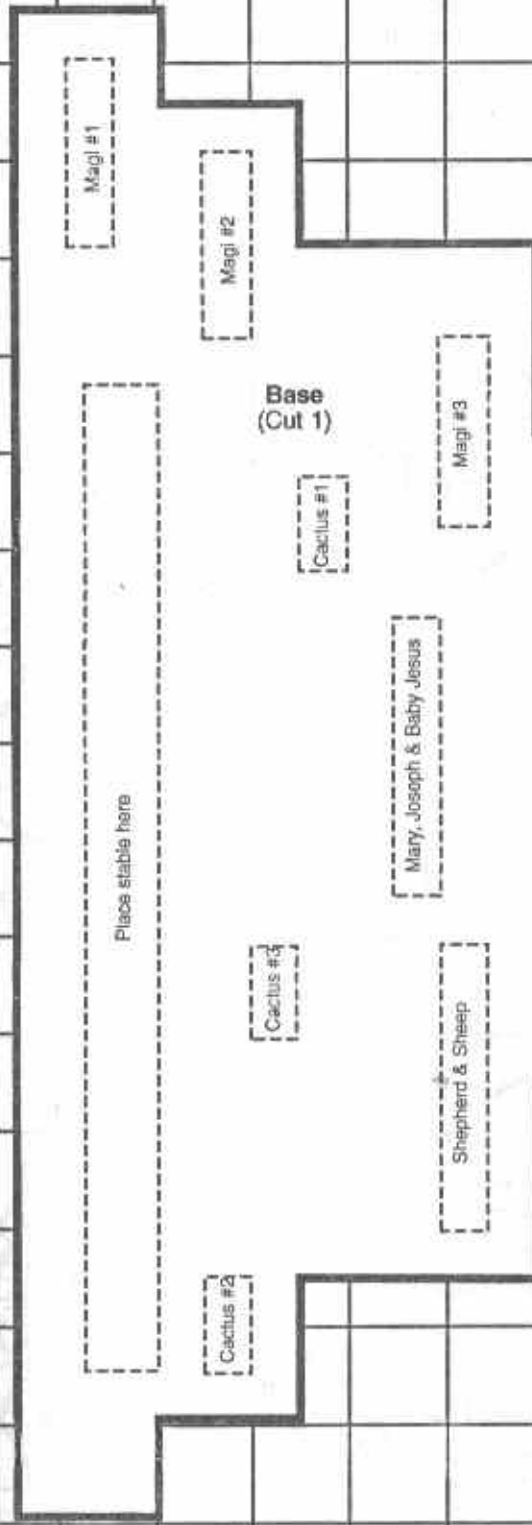 Magi #1
Magi #2
Base
(Cut 1)
Magi #3
Cactus #1
Mary, Joseph & Baby Jesus
Place stable here
Cactus #3
Shepherd & Sheep
Cactus #2